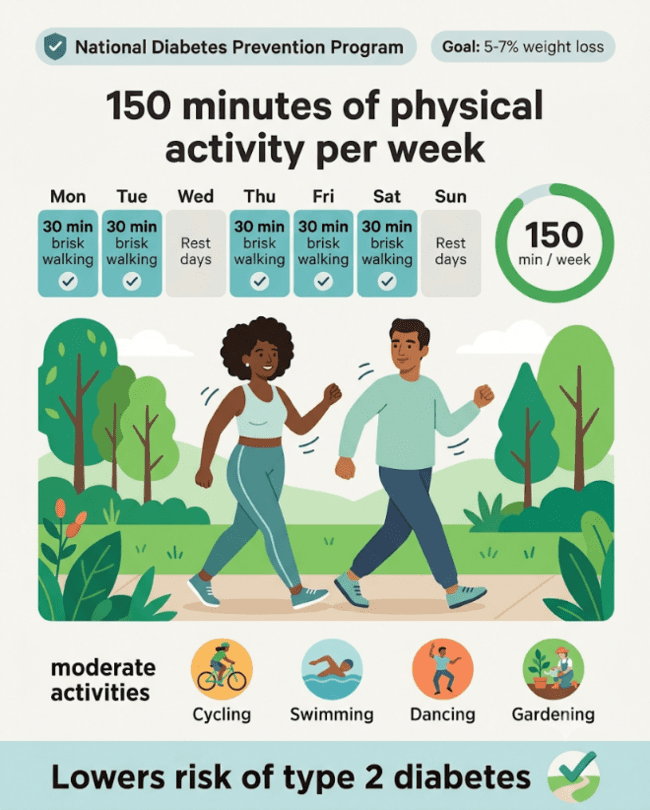 National Diabetes Prevention Program
Goal: 5-7% weight loss
150 minutes of physical
activity per week
Mon Tue Wed Thu Fri Sat Sun
30 min brisk walking
30 min brisk walking
Rest days
30 min brisk walking
30 min brisk walking
30 min brisk walking
Rest days
150
min / week
moderate
activities
Cycling Swimming Dancing Gardening
Lowers risk of type 2 diabetes